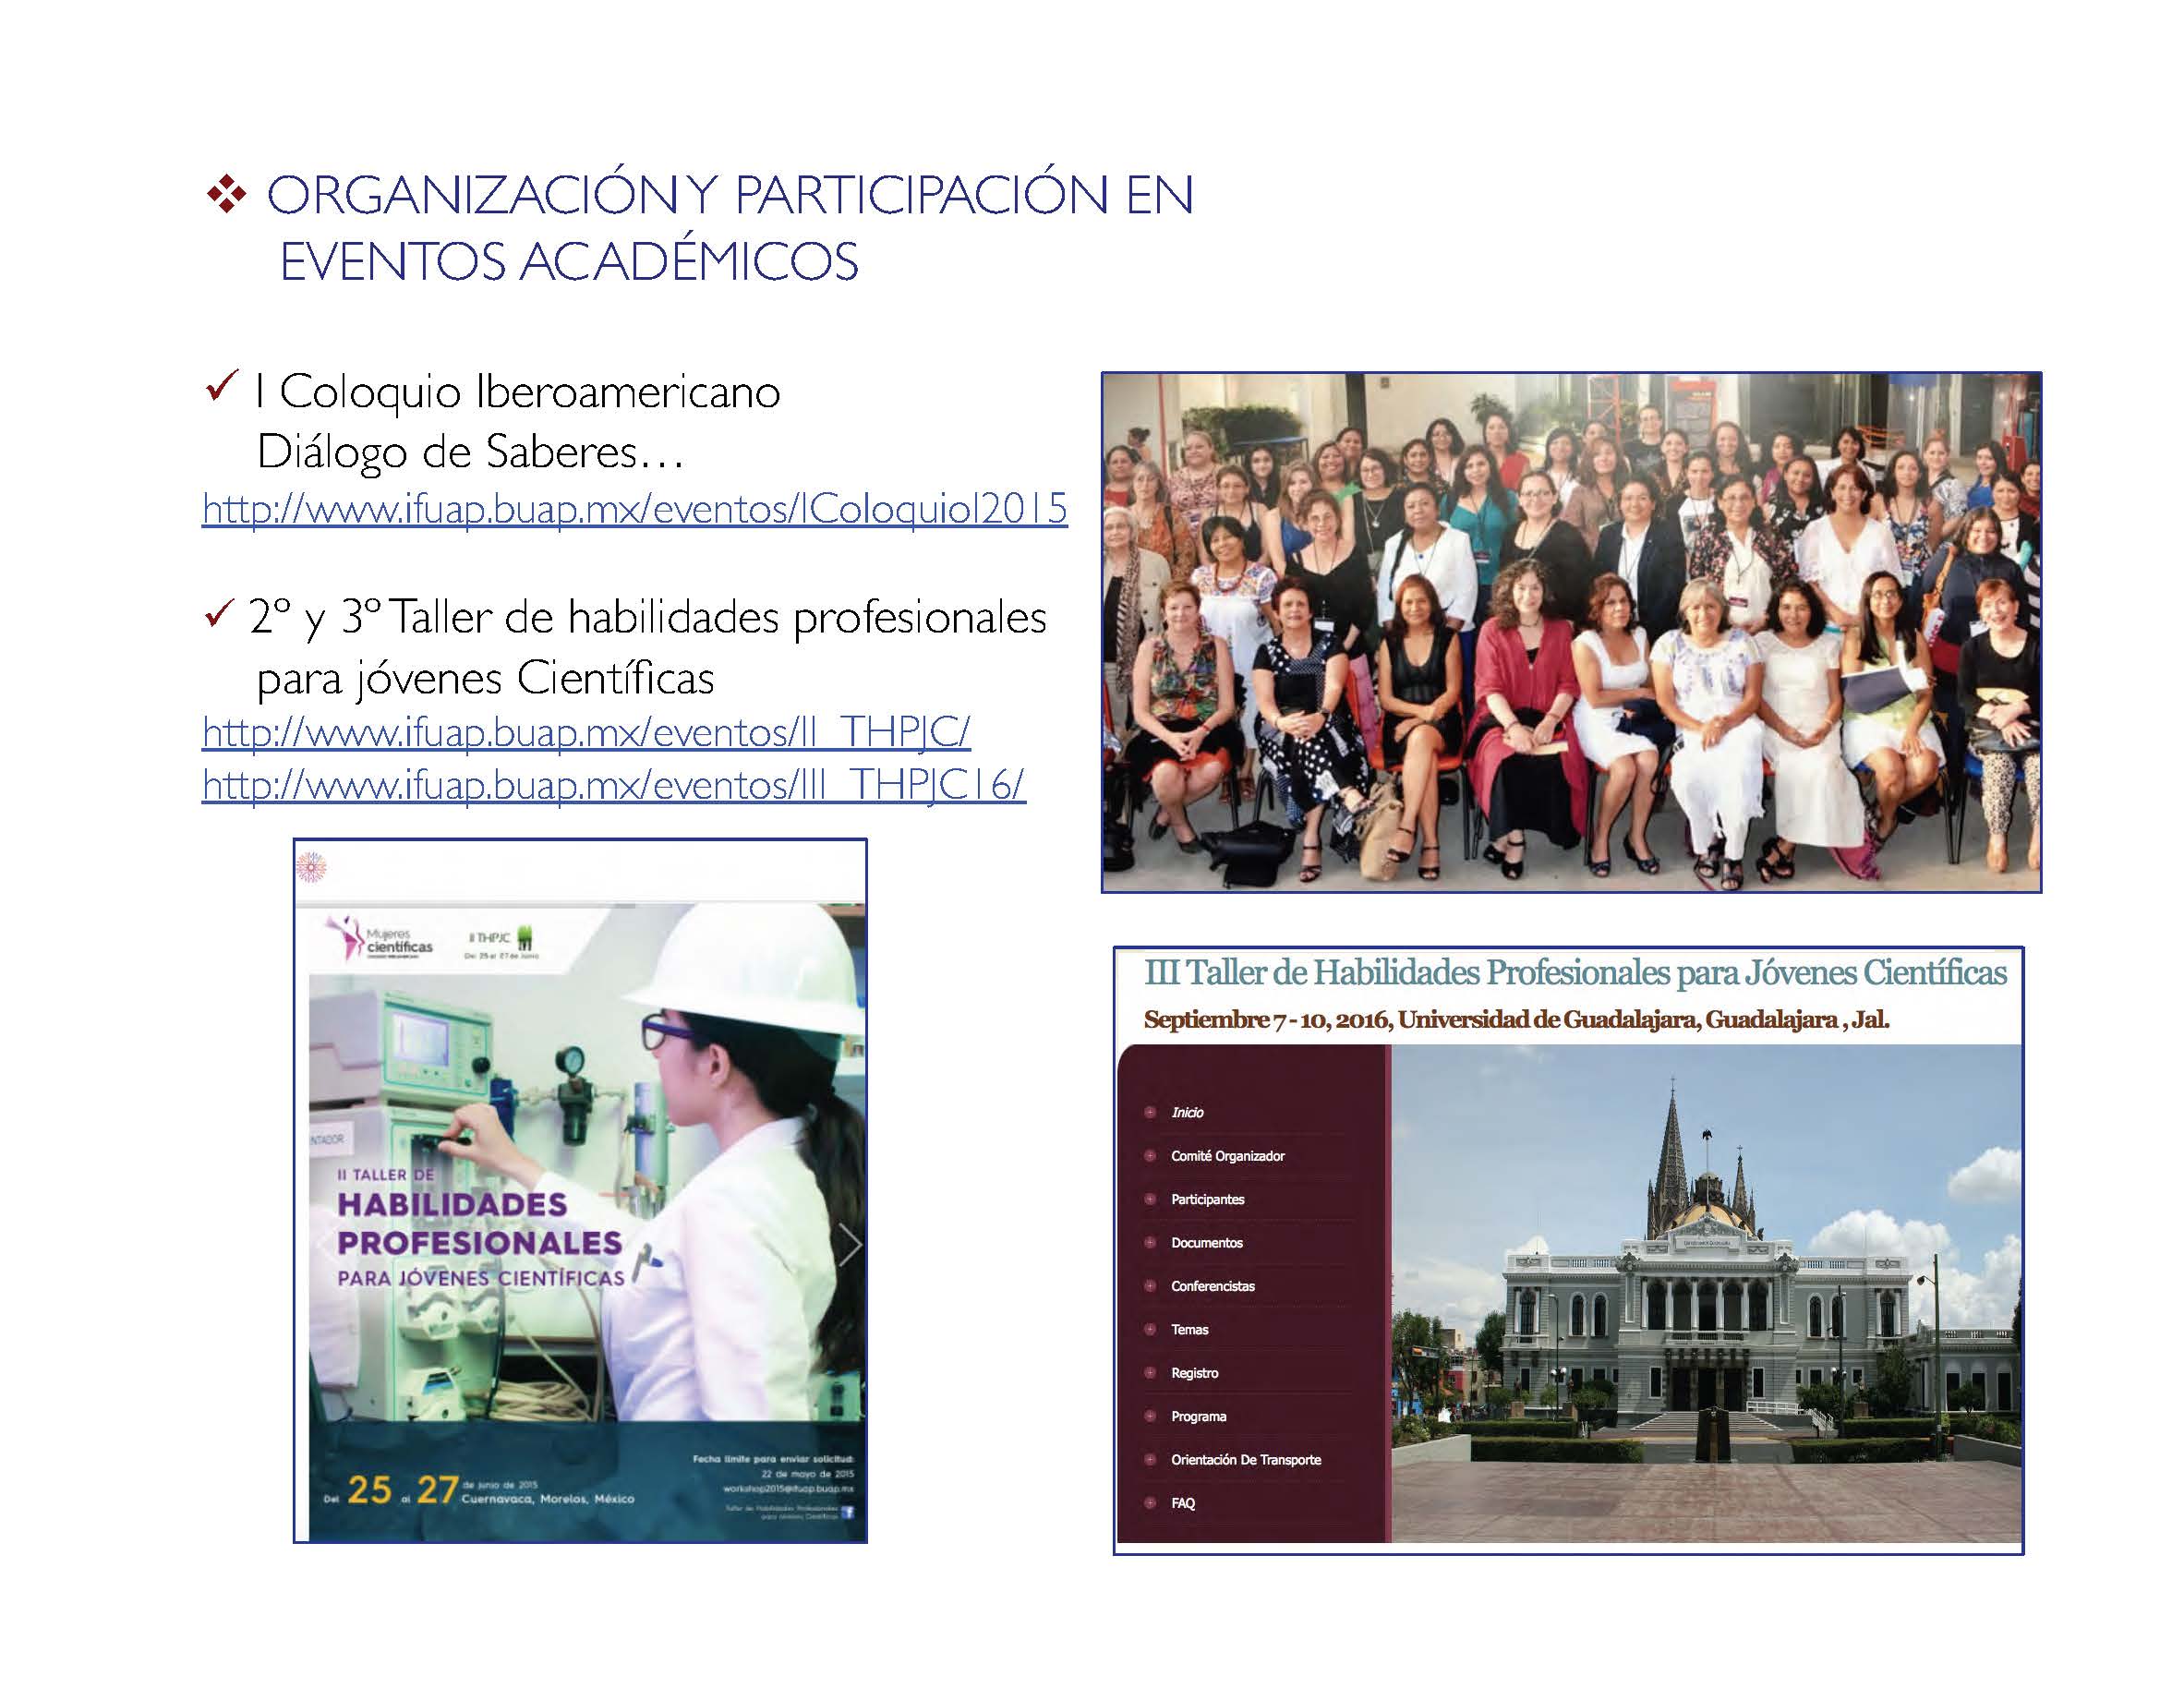 ❖ ORGANIZACIÓN Y PARTICIPACIÓN EN
EVENTOS ACADÉMICOS
✓ I Coloquio Iberoamericano
Diálogo de Saberes…
http://www.ifuap.buap.mx/eventos/IColoquioI2015
✓ 2º y 3º Taller de habilidades profesionales
para jóvenes Científicas
http://www.ifuap.buap.mx/eventos/II_THPJC/
http://www.ifuap.buap.mx/eventos/III_THPJC16/
Mujeres
científicas
II THPJC
Del 25 al 27 de Junio
NTADOR
II TALLER DE
HABILIDADES
PROFESIONALES
PARA JÓVENES CIENTÍFICAS
Fecha límite para enviar solicitud:
22 de mayo de 2015
workshop2015@ifuap.buap.mx
Taller de Habilidades Profesionales
para Jóvenes Científicas
Del 25 al 27 de junio de 2015
Cuernavaca, Morelos, México
III Taller de Habilidades Profesionales para Jóvenes Científicas
Septiembre 7 - 10, 2016, Universidad de Guadalajara, Guadalajara , Jal.
Inicio
Comité Organizador
Participantes
Documentos
Conferencistas
Temas
Registro
Programa
Orientación De Transporte
FAQ